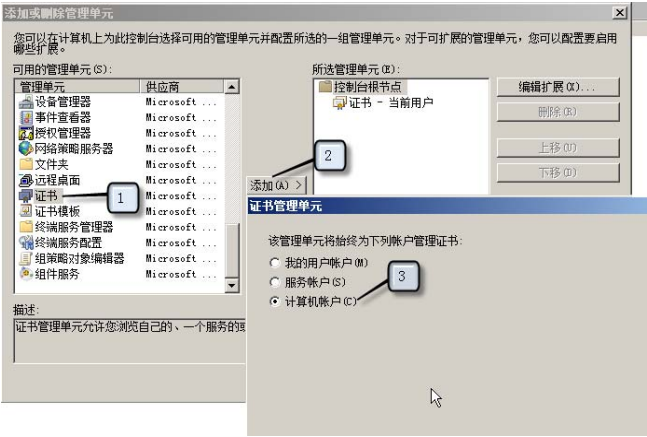 添加或删除管理单元
您可以在计算机上为此控制台选择可用的管理单元并配置所选的一组管理单元。对于可扩展的管理单元，您可以配置要启用
哪些扩展。
可用的管理单元(S):
管理单元 供应商
设备管理器 Microsoft ...
事件查看器 Microsoft ...
授权管理器 Microsoft ...
网络策略服务器 Microsoft ...
文件夹 Microsoft ...
远程桌面 Microsoft ...
证书 Microsoft ...
证书模板 Microsoft ...
终端服务管理器 Microsoft ...
终端服务配置 Microsoft ...
组策略对象编辑器 Microsoft ...
组件服务 Microsoft ...
1
添加(A) >
2
所选管理单元(E):
控制台根节点
证书 - 当前用户
编辑扩展(X)...
删除(R)
上移(U)
下移(D)
描述:
证书管理单元允许您浏览自己的、一个服务的或
证书管理单元
该管理单元将始终为下列帐户管理证书:
我的用户帐户(M)
服务帐户(S)
计算机帐户(C)
3